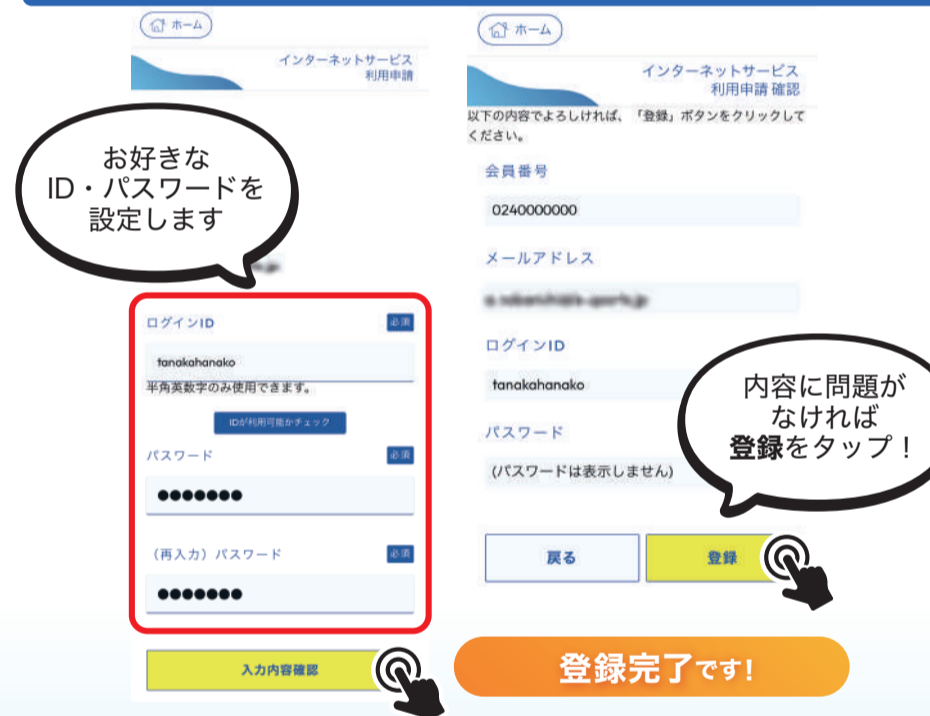 ホーム
インターネットサービス
利用申請
お好きな
ID・パスワードを
設定します
ログインID
必須
tanakahanako
半角英数字のみ使用できます。
IDが利用可能かチェック
パスワード
必須
●●●●●●●
（再入力）パスワード
必須
●●●●●●●
入力内容確認
ホーム
インターネットサービス
利用申請 確認
以下の内容でよろしければ、「登録」ボタンをクリックして
ください。
会員番号
0240000000
メールアドレス
ログインID
tanakahanako
パスワード
(パスワードは表示しません)
内容に問題が
なければ
登録をタップ！
戻る
登録
登録完了です!